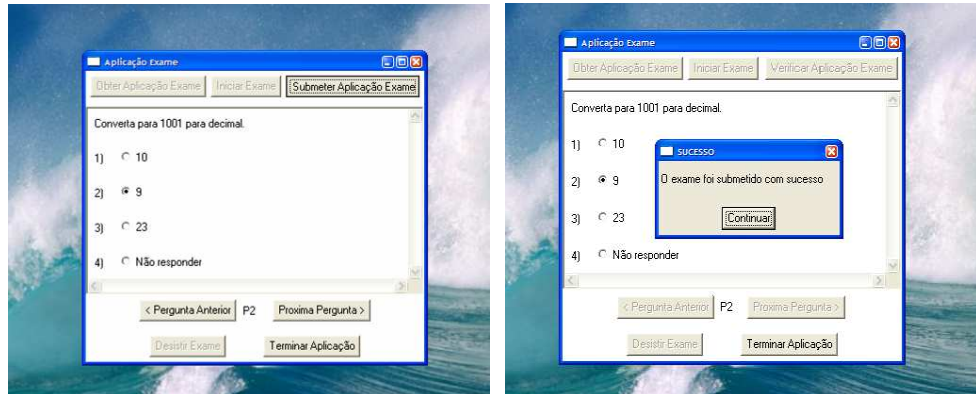 Aplicação Exame
Obter Aplicação Exame Iniciar Exame Submeter Aplicação Exame
Converta para 1001 para decimal.
1) 10
2) 9
3) 23
4) Não responder
< Pergunta Anterior P2 Proxima Pergunta >
Desistir Exame Terminar Aplicação
Aplicação Exame
Obter Aplicação Exame Iniciar Exame Verificar Aplicação Exame
Converta para 1001 para decimal.
1) 10
2) 9
3) 23
4) Não responder
SUCESSO
O exame foi submetido com sucesso
Continuar
< Pergunta Anterior P2 Proxima Pergunta >
Desistir Exame Terminar Aplicação